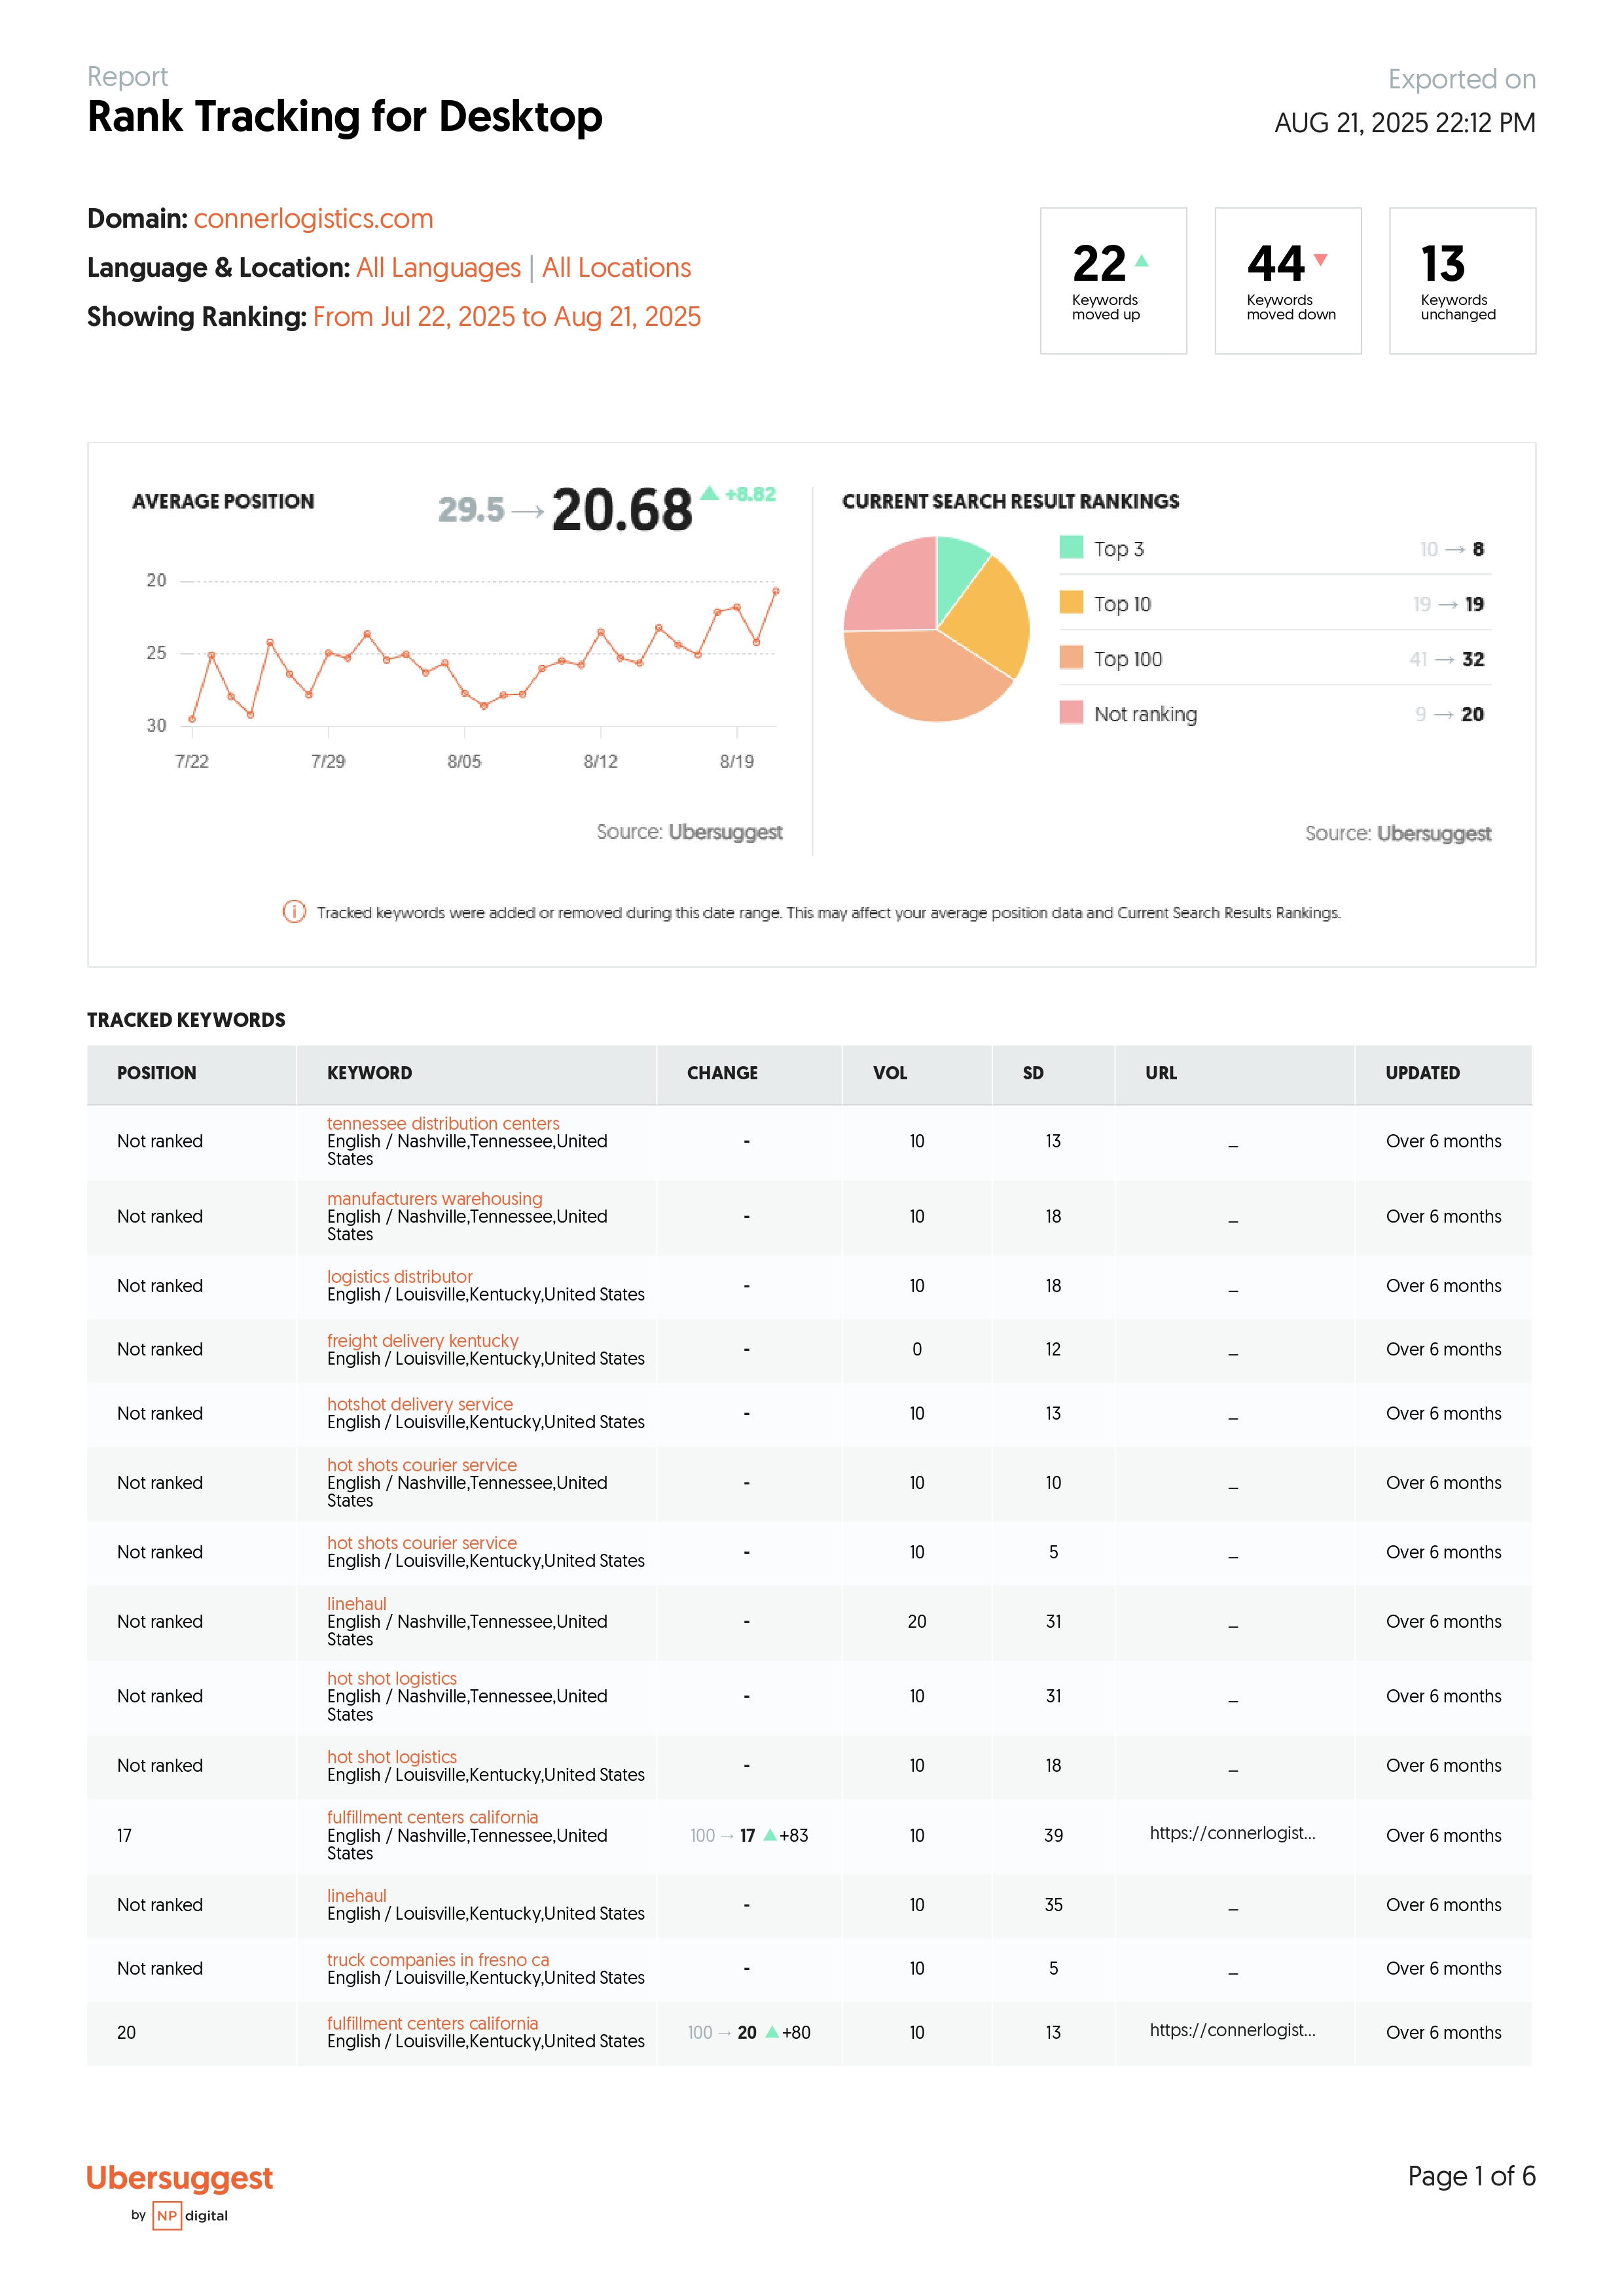 Report
Rank Tracking for Desktop
Exported on
AUG 21, 2025 22:12 PM
Domain: connerlogistics.com
Language & Location: All Languages | All Locations
Showing Ranking: From Jul 22, 2025 to Aug 21, 2025
22
Keywords
moved up
44
Keywords
moved down
13
Keywords
unchanged
AVERAGE POSITION
29.5 → 20.68 +8.82
20
25
30
7/22 7/29 8/05 8/12 8/19
Source: Ubersuggest
CURRENT SEARCH RESULT RANKINGS
Top 3 10 → 8
Top 10 19 → 19
Top 100 41 → 32
Not ranking 9 → 20
Source: Ubersuggest
Tracked keywords were added or removed during this date range. This may affect your average position data and Current Search Results Rankings.
TRACKED KEYWORDS
POSITION KEYWORD CHANGE VOL SD URL UPDATED
tennessee distribution centers
Not ranked English / Nashville,Tennessee,United - 10 13 _ Over 6 months
States
manufacturers warehousing
Not ranked English / Nashville,Tennessee,United - 10 18 _ Over 6 months
States
logistics distributor
Not ranked English / Louisville,Kentucky,United States - 10 18 _ Over 6 months
freight delivery kentucky
Not ranked English / Louisville,Kentucky,United States - 0 12 _ Over 6 months
hotshot delivery service
Not ranked English / Louisville,Kentucky,United States - 10 13 _ Over 6 months
hot shots courier service
Not ranked English / Nashville,Tennessee,United - 10 10 _ Over 6 months
States
hot shots courier service
Not ranked English / Louisville,Kentucky,United States - 10 5 _ Over 6 months
linehaul
Not ranked English / Nashville,Tennessee,United - 20 31 _ Over 6 months
States
hot shot logistics
Not ranked English / Nashville,Tennessee,United - 10 31 _ Over 6 months
States
hot shot logistics
Not ranked English / Louisville,Kentucky,United States - 10 18 _ Over 6 months
fulfillment centers california
17 English / Nashville,Tennessee,United 100 → 17 +83 10 39 https://connerlogist... Over 6 months
States
linehaul
Not ranked English / Louisville,Kentucky,United States - 10 35 _ Over 6 months
truck companies in fresno ca
Not ranked English / Louisville,Kentucky,United States - 10 5 _ Over 6 months
fulfillment centers california
20 English / Louisville,Kentucky,United States 100 → 20 +80 10 13 https://connerlogist... Over 6 months
Ubersuggest
by NP digital
Page 1 of 6